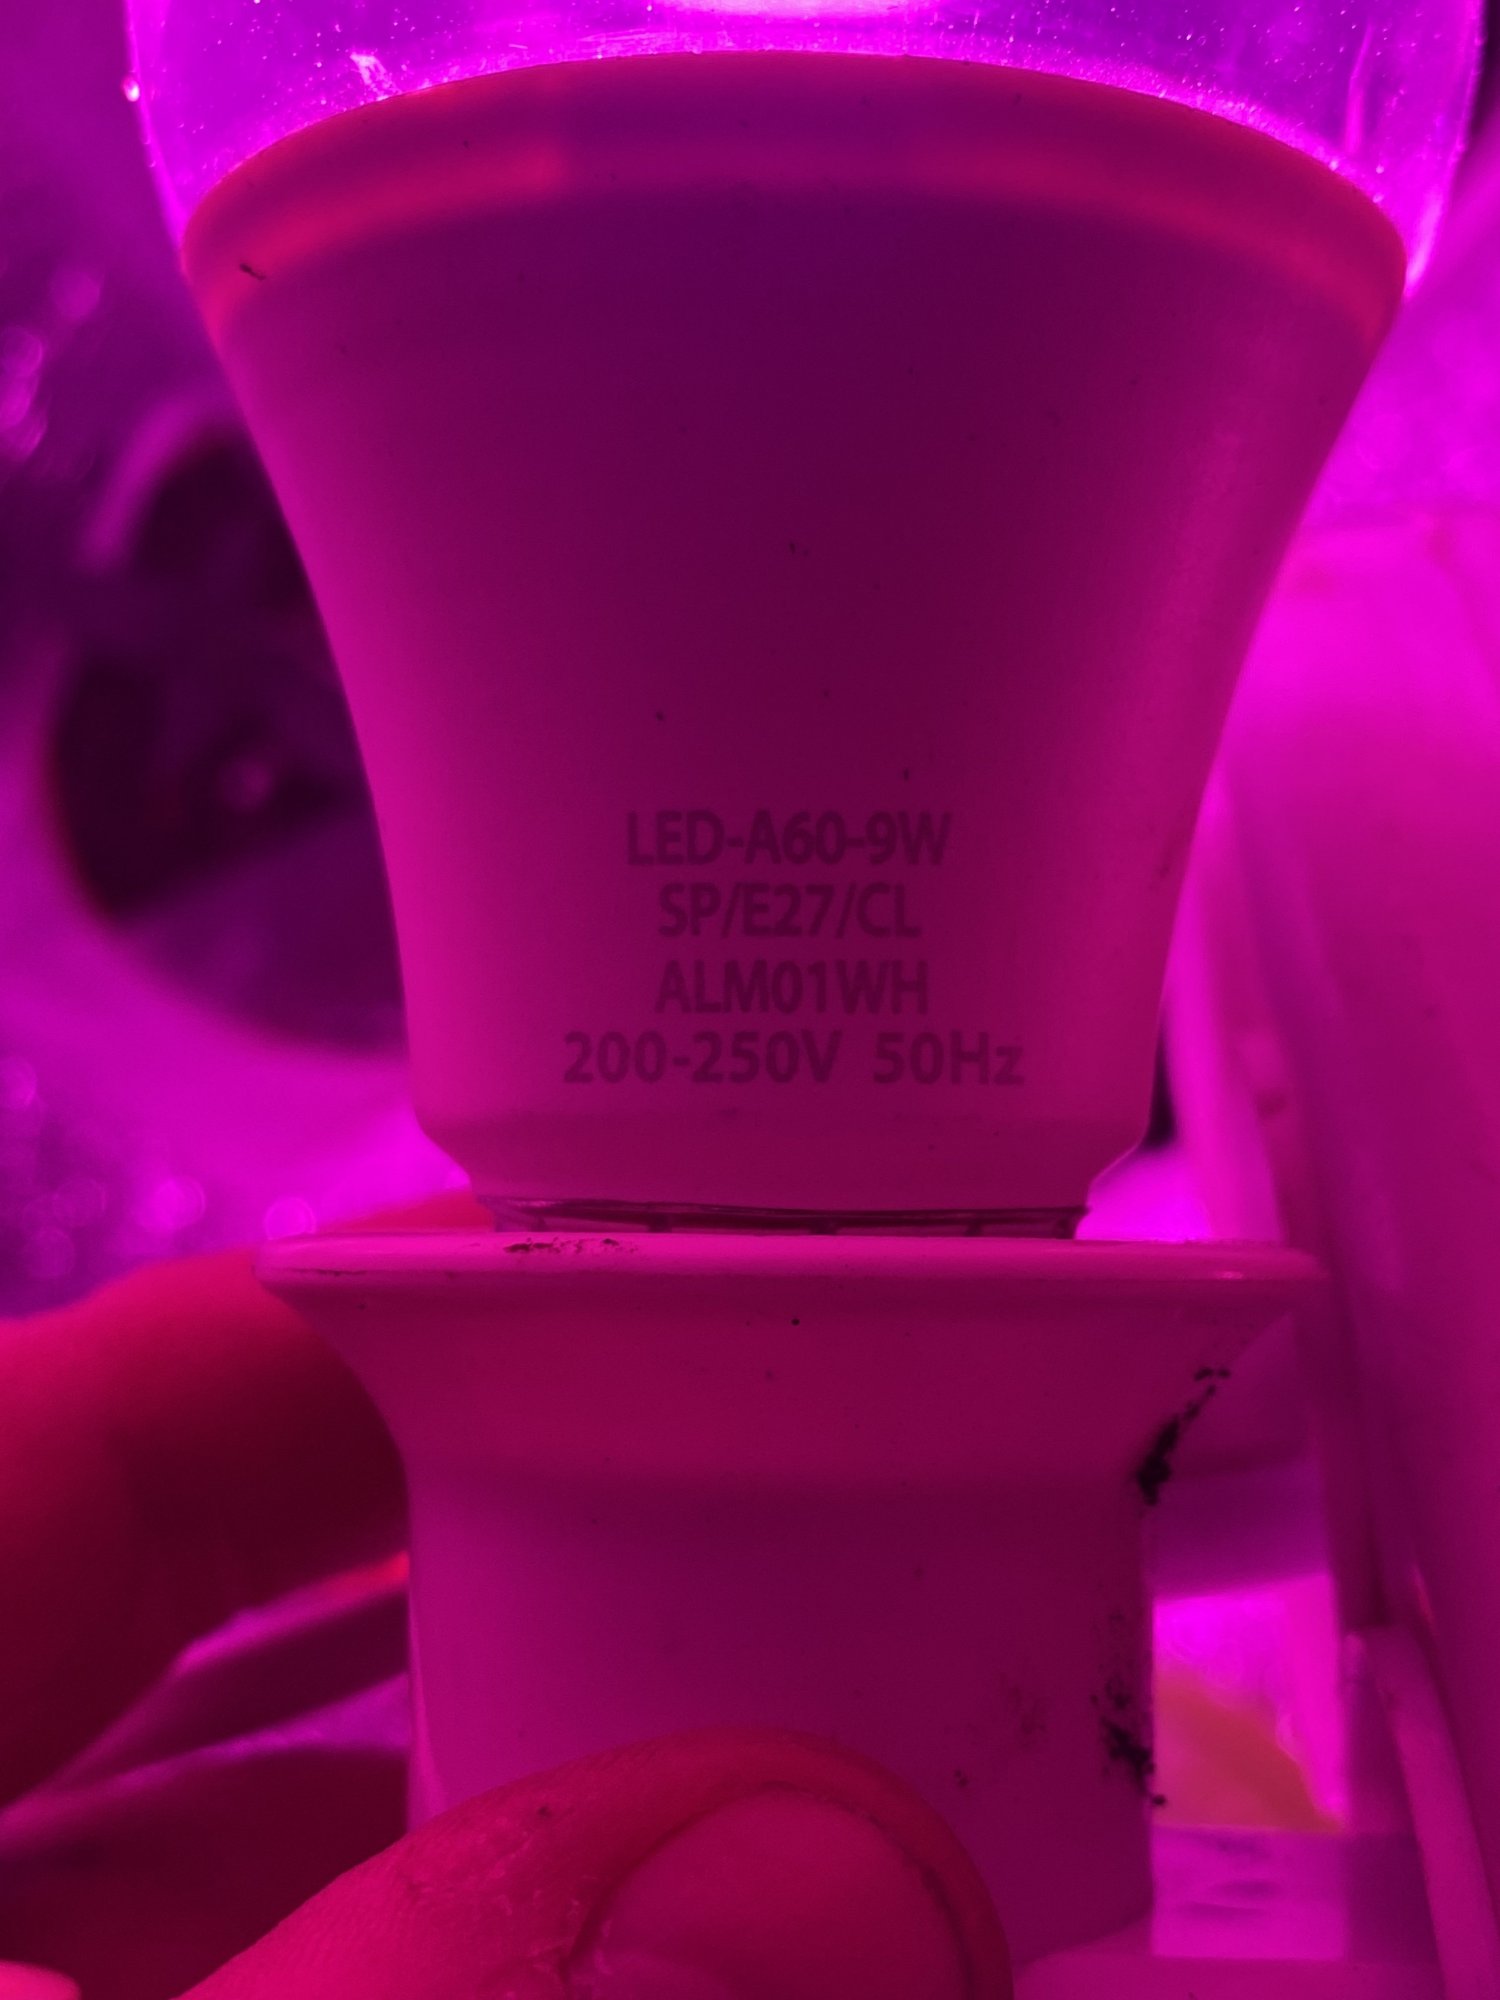 LED-A60-9W
SP/E27/CL
ALM01WH
200-250V 50Hz